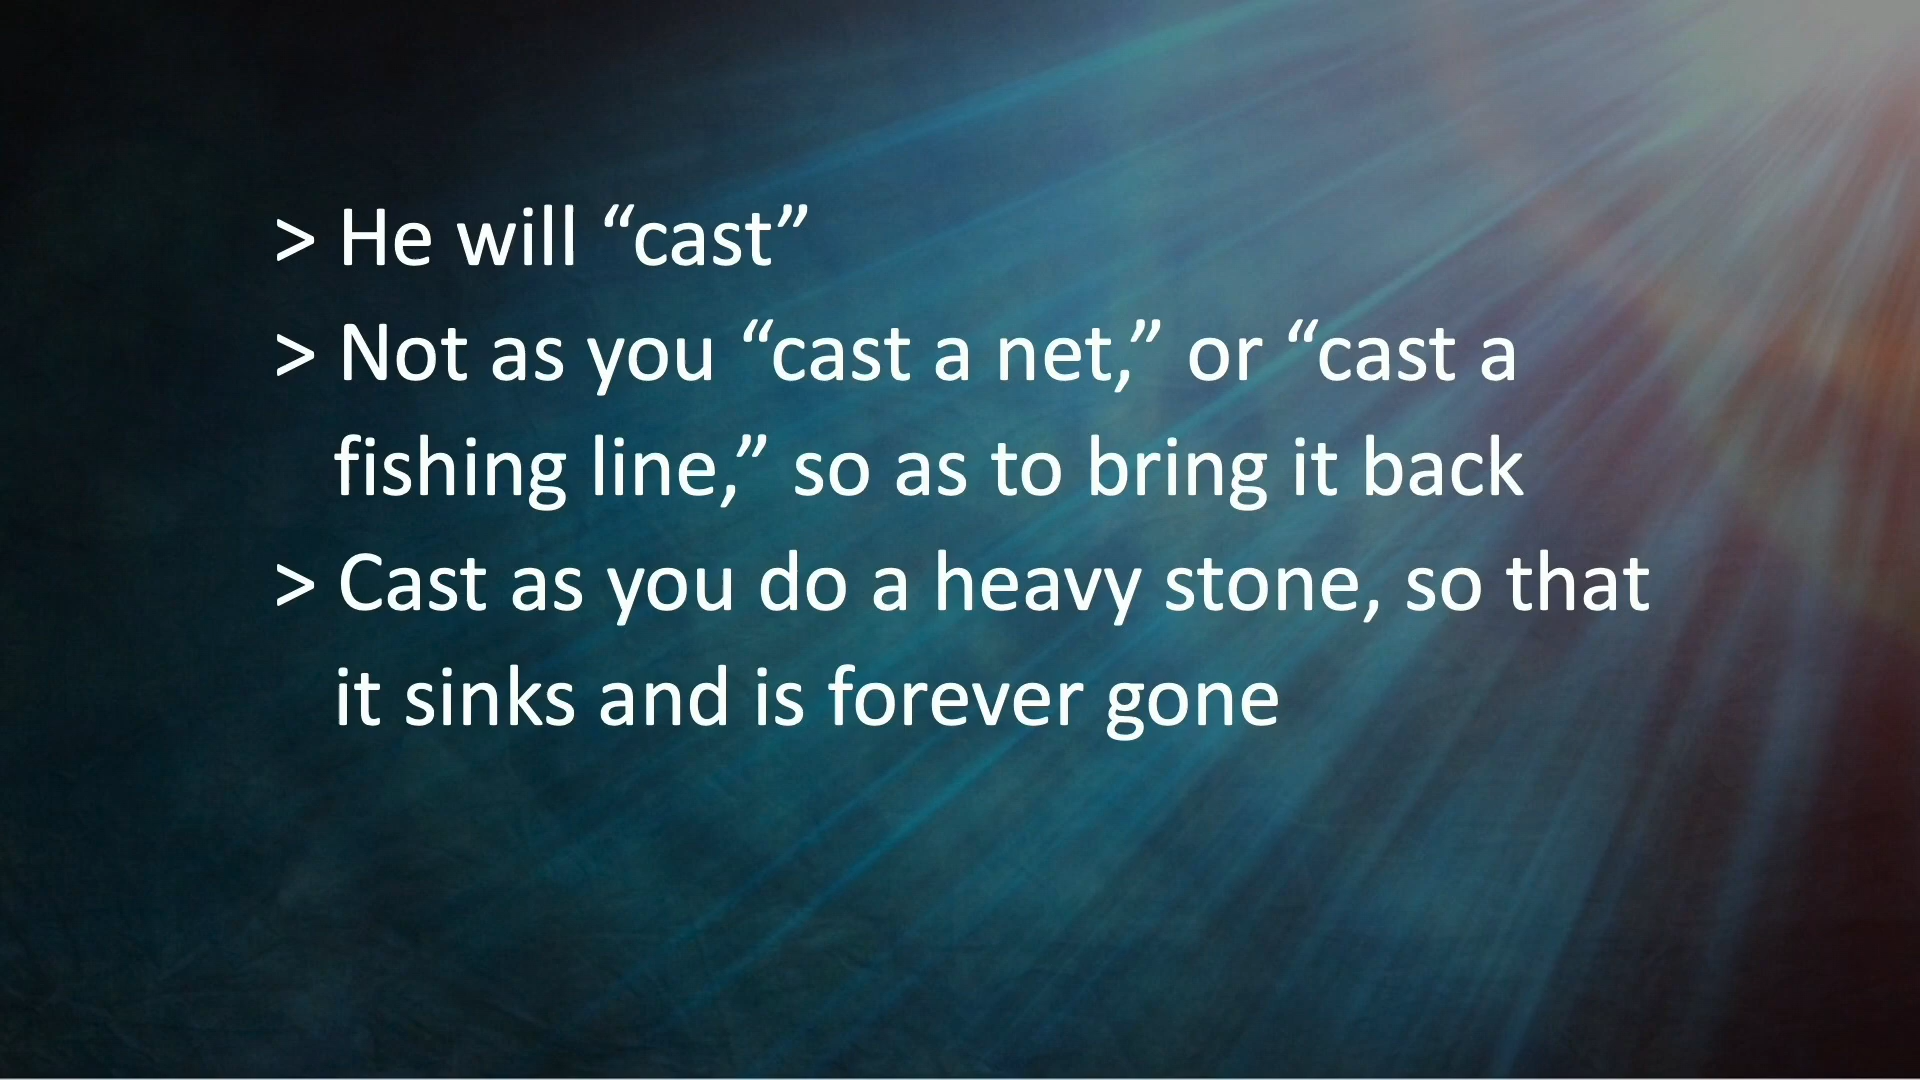 > He will “cast”
> Not as you “cast a net,” or “cast a
fishing line,” so as to bring it back
> Cast as you do a heavy stone, so that
it sinks and is forever gone